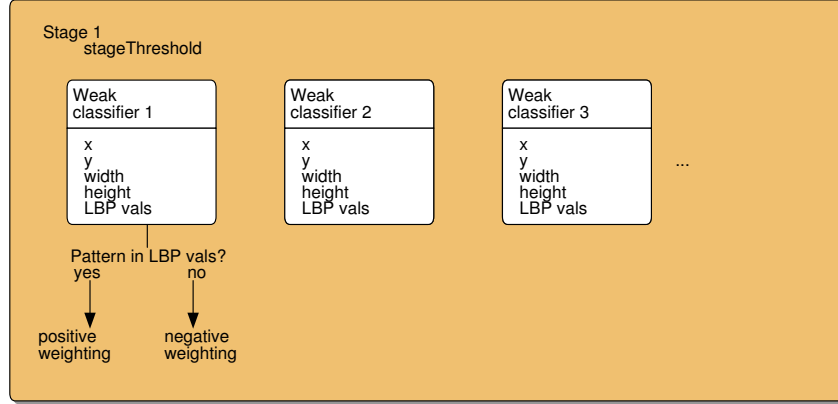 Stage 1
stageThreshold
Weak
classifier 1
x
y
width
height
LBP vals
Weak
classifier 2
x
y
width
height
LBP vals
Weak
classifier 3
x
y
width
height
LBP vals
...
Pattern in LBP vals?
yes no
positive
weighting
negative
weighting